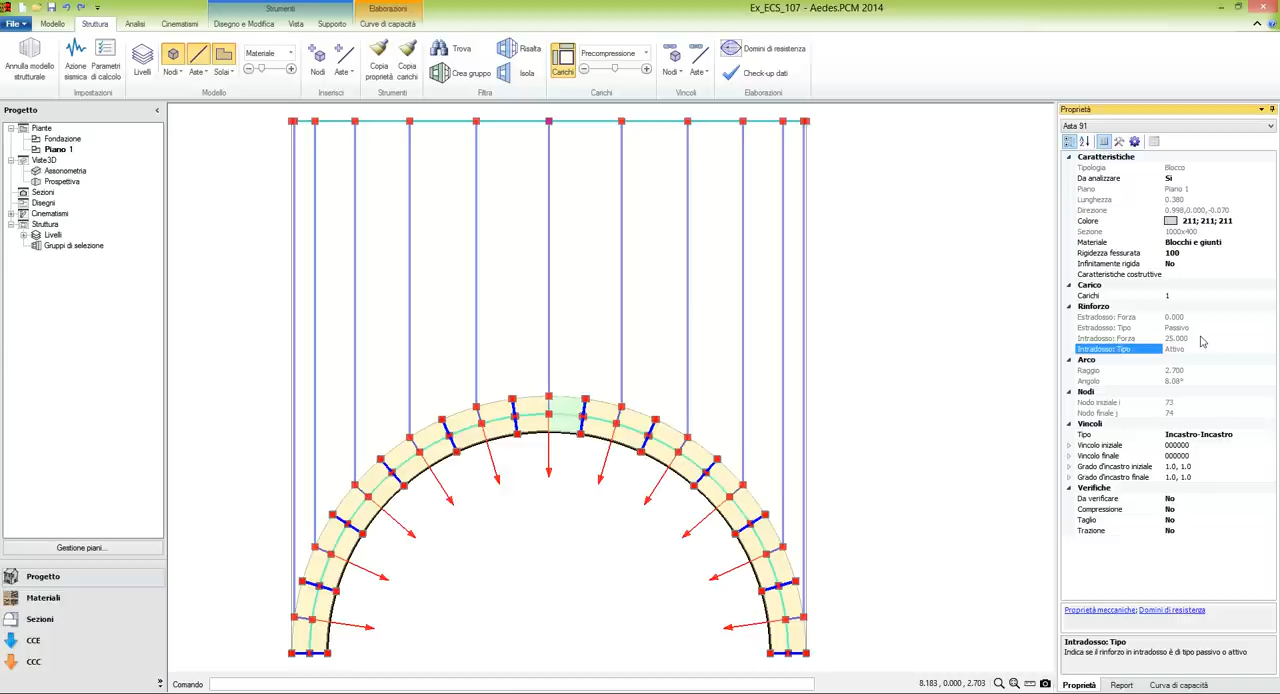 Strumenti
Elaborazioni
Ex_ECS_107 - Aedes.PCM 2014
File
Modello
Struttura
Analisi
Cinematismi
Disegno e Modifica
Vista
Supporto
Curve di capacità
Annulla modello strutturale
Azione sismica
Parametri di calcolo
Livelli
Nodi
Aste
Solai
Materiale
Nodi
Aste
Copia proprietà
Copia carichi
Trova
Crea gruppo
Risalta
Isola
Carichi
Precompressione
Nodi
Aste
Domini di resistenza
Check-up dati
Impostazioni
Modello
Inserisci
Strumenti
Filtra
Carichi
Vincoli
Elaborazioni
Progetto
Piante
Fondazione
Piano 1
Viste3D
Assonometria
Prospettiva
Sezioni
Disegni
Cinematismi
Struttura
Livelli
Gruppi di selezione
Gestione piani...
Progetto
Materiali
Sezioni
CCE
CCC
Comando
8.183, 0.000 , 2.703
Proprietà
Asta 91
Caratteristiche
Tipologia Blocco
Da analizzare Sì
Piano Piano 1
Lunghezza 0.380
Direzione 0.998,0.000,-0.070
Colore 211; 211; 211
Sezione 1000x400
Materiale Blocchi e giunti
Rigidezza fessurata 100
Infinitamente rigida No
Caratteristiche costruttive
Carico
Carichi 1
Rinforzo
Estradosso: Forza 0.000
Estradosso: Tipo Passivo
Intradosso: Forza 25.000
Intradosso: Tipo Attivo
Arco
Raggio 2.700
Angolo 8.08°
Nodi
Nodo iniziale i 73
Nodo finale j 74
Vincoli
Tipo Incastro-Incastro
Vincolo iniziale 000000
Vincolo finale 000000
Grado d'incastro iniziale 1.0, 1.0
Grado d'incastro finale 1.0, 1.0
Verifiche
Da verificare No
Compressione No
Taglio No
Trazione No
Proprietà meccaniche; Domini di resistenza
Intradosso: Tipo
Indica se il rinforzo in intradosso è di tipo passivo o attivo
Proprietà
Report
Curva di capacità